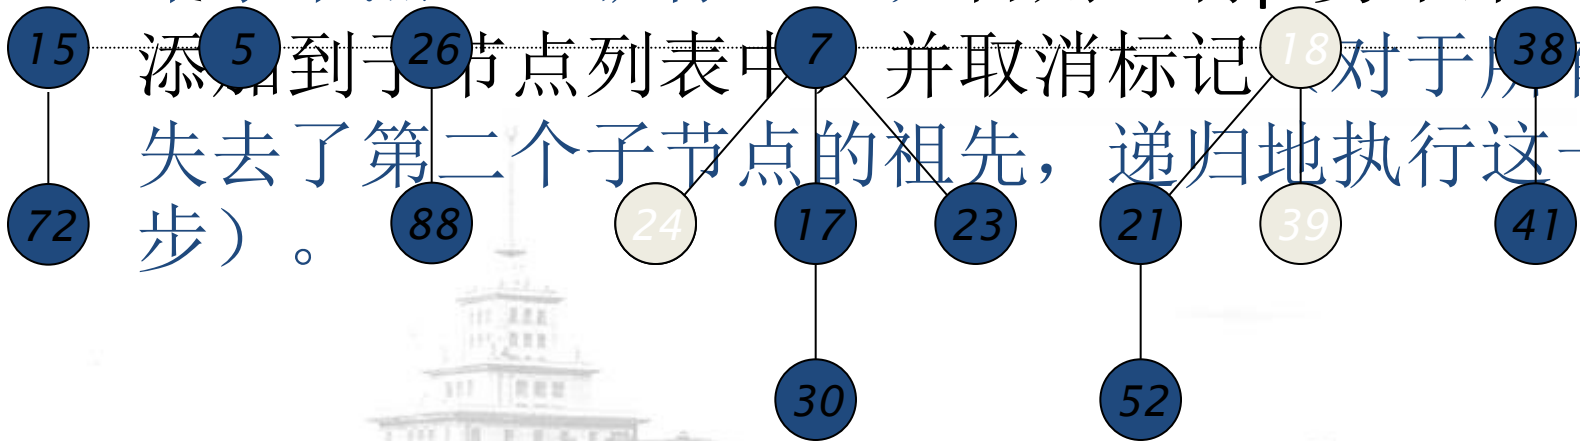 15 5 26 7 18 38
添加到子节点列表中，并取消标记（对于所有
失去了第二个子节点的祖先，递归地执行这一
72 88 24 17 23 21 39 41
步）。
30 52